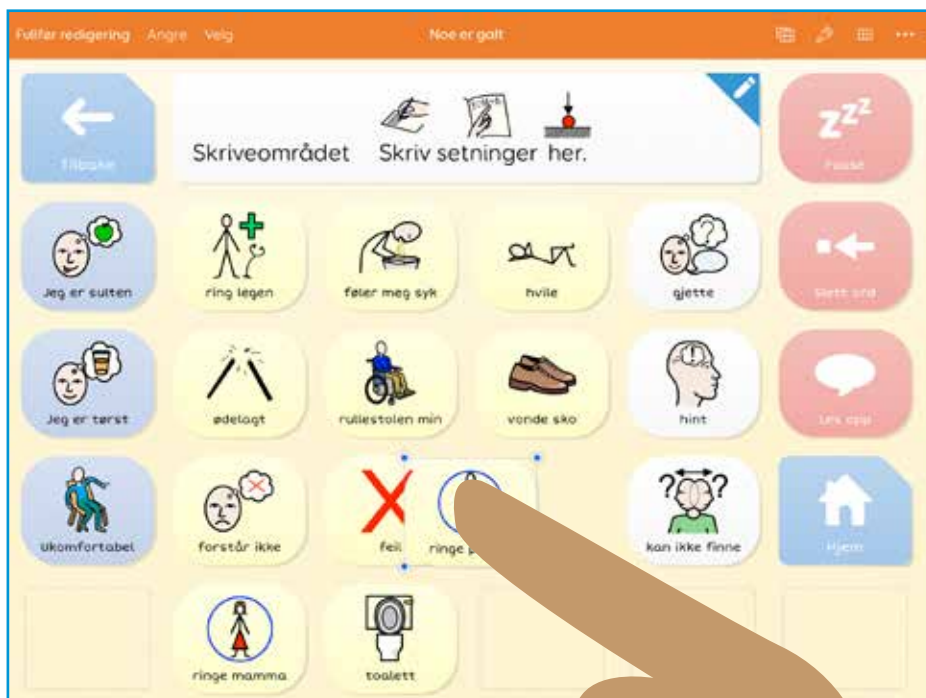 Fullfør redigering Angre Velg Noe er galt
Tilbake
Skriveområdet Skriv setninger her.
zzz
Pause
Jeg er sulten ring legen føler meg syk hvile gjette Slett ord
Jeg er tørst ødelagt rullestolen min vonde sko hint Les opp
Ukomfortabel forstår ikke feil ringe kan ikke finne Hjem
ringe mamma toalett